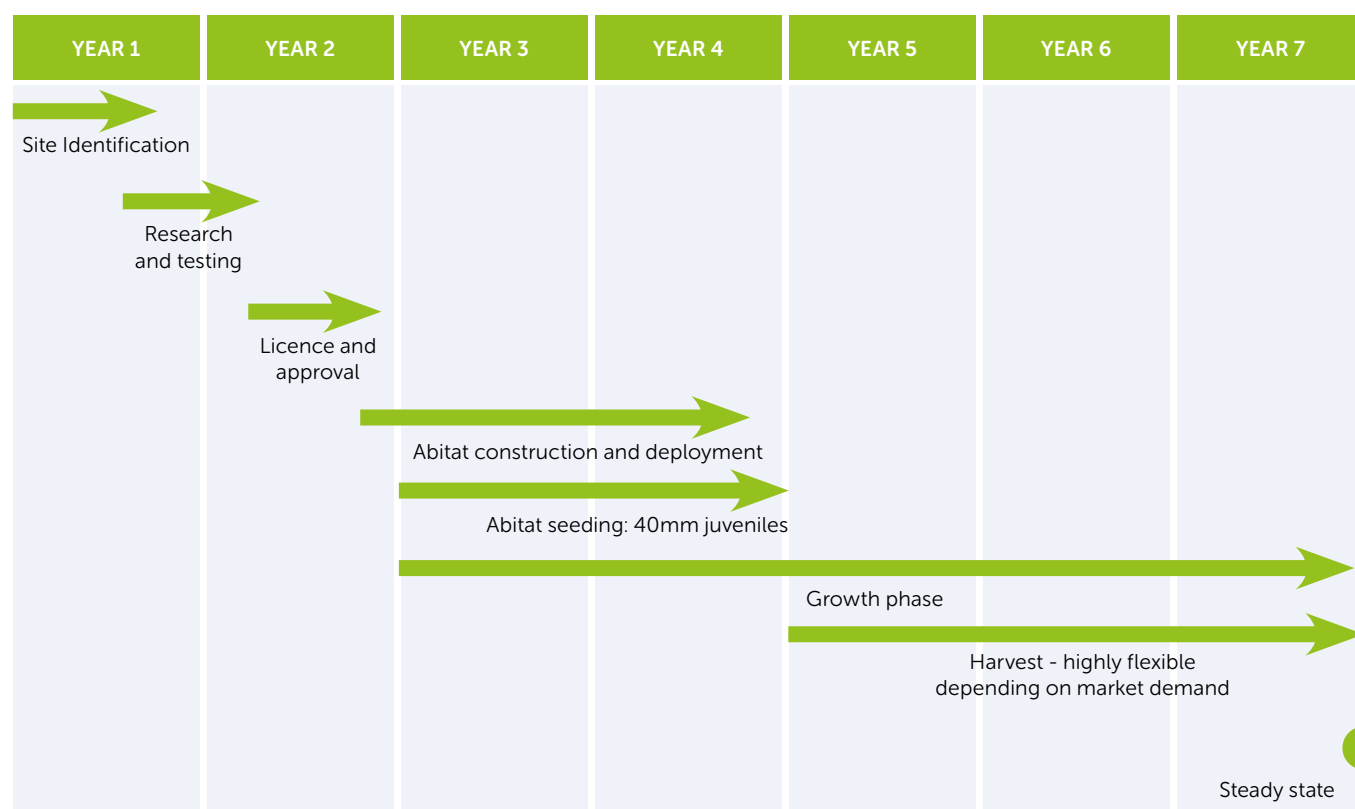 YEAR 1
YEAR 2
YEAR 3
YEAR 4
YEAR 5
YEAR 6
YEAR 7
Site Identification
Research
and testing
Licence and
approval
Abitat construction and deployment
Abitat seeding: 40mm juveniles
Growth phase
Harvest - highly flexible
depending on market demand
Steady state